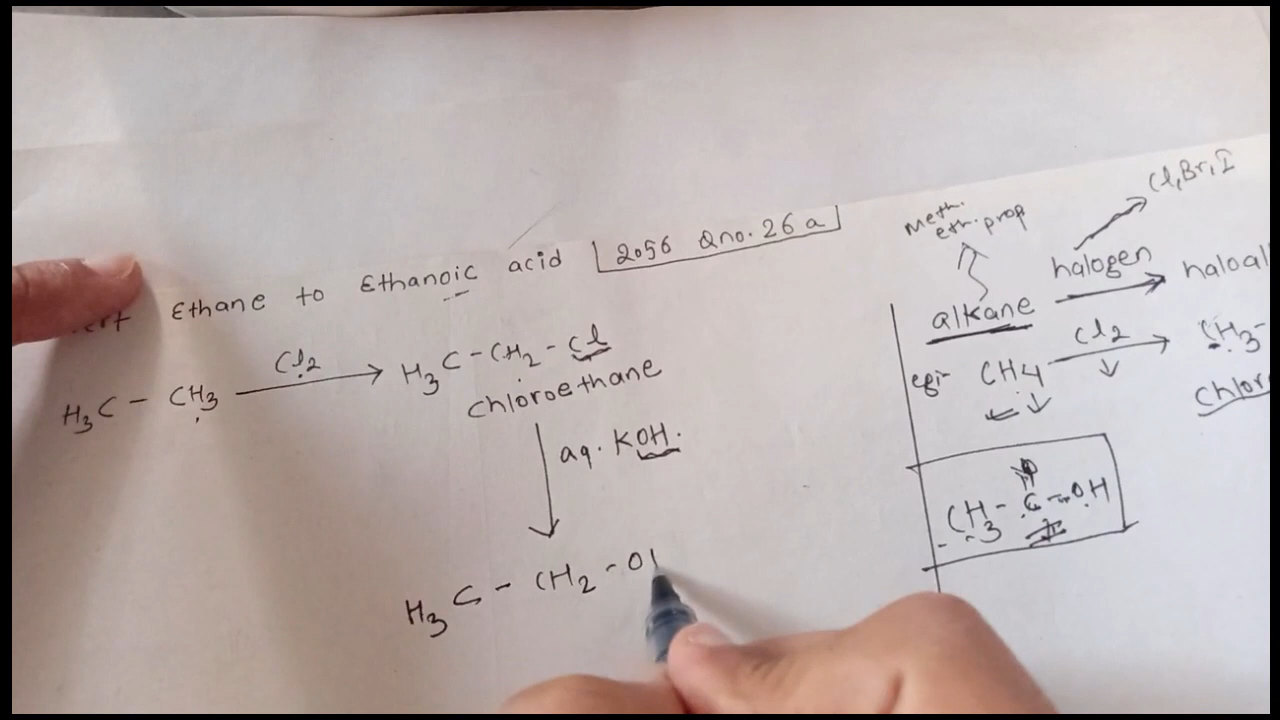 Ethane to Ethanoic acid 2056 Qno. 26 a
H3C - CH3 Cl2 H3C - CH2 - Cl
Chloroethane
aq. KOH.
H3C - CH2 - O
Meth.
eth. prop
Cl, Br, I
alkane halogen haloal
eg:- CH4 Cl2 CH3-
Chlor
CH3 - C - OH